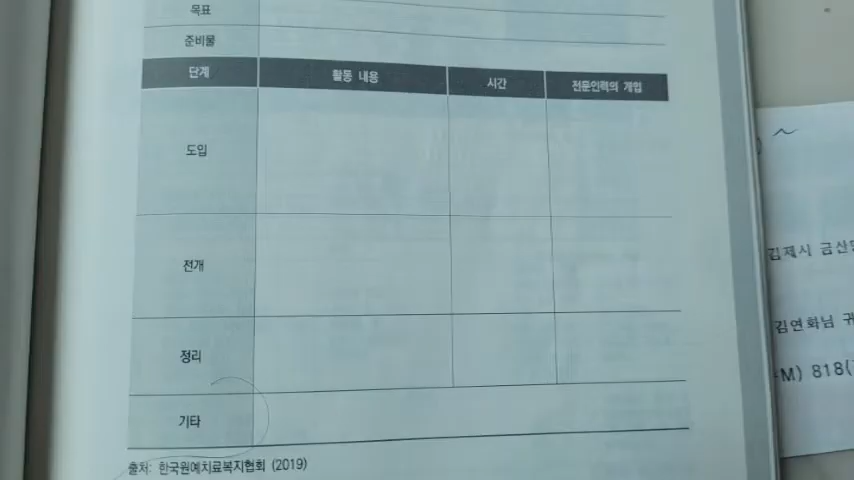 목표
준비물
단계 활동 내용 시간 전문인력의 개입
도입
전개
정리
기타
출처: 한국원예치료복지협회 (2019)
김제시 금산
김연화님 귀
M) 818(